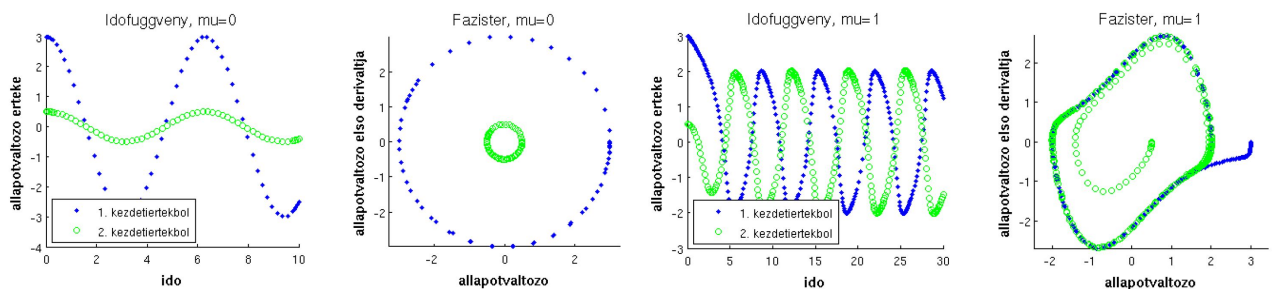 Idofuggveny, mu=0
allapotvaltozo erteke
4
3
2
1
0
-1
-2
-3
-4
1. kezdetiertekbol
2. kezdetiertekbol
0 2 4 6 8 10
ido
Fazister, mu=0
allapotvaltozo elso derivaltja
2
0
-2
-2 0 2
allapotvaltozo
Idofuggveny, mu=1
allapotvaltozo erteke
3
2
1
0
-1
-2
-3
1. kezdetiertekbol
2. kezdetiertekbol
0 5 10 15 20 25 30
ido
Fazister, mu=1
allapotvaltozo elso derivaltja
2
1
0
-1
-2
-2 -1 0 1 2 3
allapotvaltozo